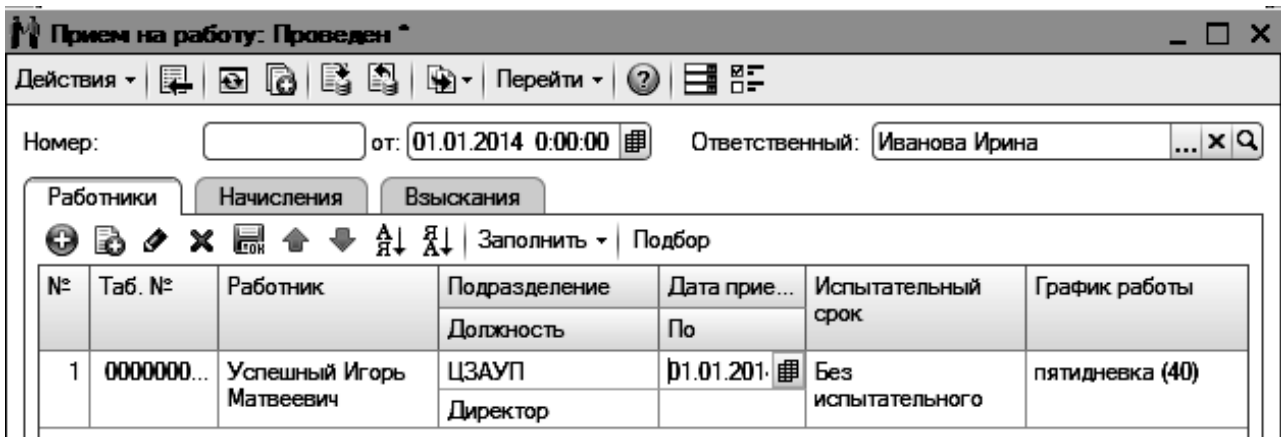 Прием на работу: Проведен *
Действия Перейти
Номер: от: 01.01.2014 0:00:00 Ответственный: Иванова Ирина ...
Работники Начисления Взыскания
Заполнить Подбор
№ Таб. № Работник Подразделение Дата прие... Испытательный срок График работы
Должность По
1 0000000... Успешный Игорь Матвеевич ЦЗАУП 01.01.201 Без испытательного пятидневка (40)
Директор